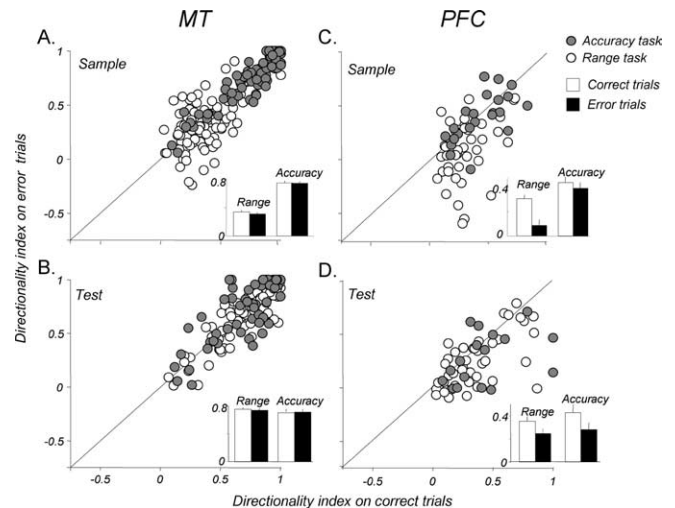 MT
PFC
A.
Sample
C.
Sample
Accuracy task
Range task
Correct trials
Error trials
Directionality index on error trials
1
0.5
0
-0.5
0.8
0
Range
Accuracy
0.4
0
Range
Accuracy
B.
Test
D.
Test
1
0.5
0
-0.5
0.8
0
Range Accuracy
0.4
0
Range
Accuracy
-0.5 0 0.5 1
-0.5 0 0.5 1
Directionality index on correct trials